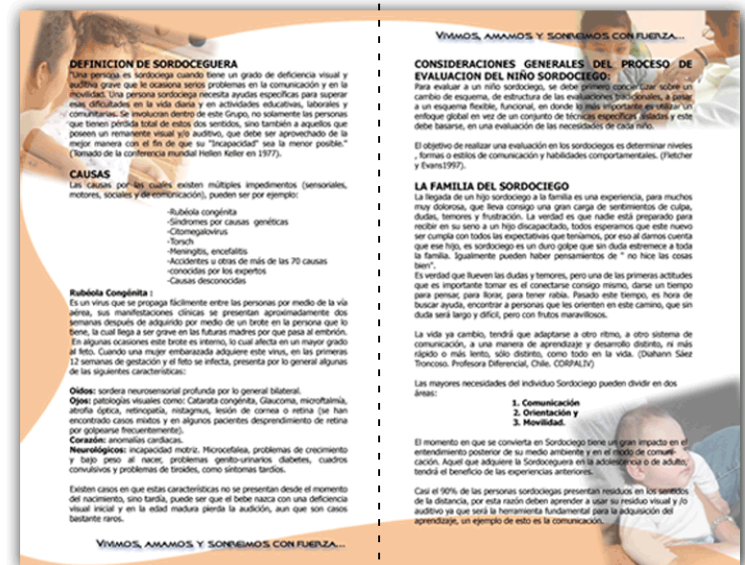 DEFINICION DE SORDOCEGUERA
"Una persona es sordociega cuando tiene un grado de deficiencia visual y
auditiva grave que le ocasiona serios problemas en la comunicación y en la
movilidad. Una persona sordociega necesita ayudas específicas para superar
esas dificultades en la vida diaria y en actividades educativas, laborales y
comunitarias. Se involucran dentro de este Grupo, no solamente las personas
que tienen pérdida total de estos dos sentidos, sino también a aquellos que
poseen un remanente visual y/o auditivo, que debe ser aprovechado de la
mejor manera con el fin de que su "Incapacidad" sea la menor posible."
(Tomado de la conferencia mundial Hellen Keller en 1977).
CAUSAS
Las causas por las cuales existen múltiples impedimentos (sensoriales,
motores, sociales y de comunicación), pueden ser por ejemplo:
-Rubéola congénita
-Síndromes por causas genéticas
-Citomegalovirus
-Torsch
-Meningitis, encefalitis
-Accidentes u otras de más de las 70 causas
-conocidas por los expertos
-Causas desconocidas
Rubéola Congénita :
Es un virus que se propaga fácilmente entre las personas por medio de la vía
aérea, sus manifestaciones clínicas se presentan aproximadamente dos
semanas después de adquirido por medio de un brote en la persona que lo
tiene, la cual llega a ser grave en las futuras madres por que pasa al embrión.
En algunas ocasiones este brote es interno, lo cual afecta en un mayor grado
al feto. Cuando una mujer embarazada adquiere este virus, en las primeras
12 semanas de gestación y el feto se infecta, presenta por lo general algunas
de las siguientes características:
Oídos: sordera neurosensorial profunda por lo general bilateral.
Ojos: patologías visuales como: Catarata congénita, Glaucoma, microftalmia,
atrofia óptica, retinopatía, nistagmus, lesión de cornea o retina (se han
encontrado casos mixtos y en algunos pacientes desprendimiento de retina
por golpearse frecuentemente).
Corazón: anomalías cardiacas.
Neurológicos: incapacidad motriz. Microcefalea, problemas de crecimiento
y bajo peso al nacer, problemas genito-urinarios diabetes, cuadros
convulsivos y problemas de tiroides, como síntomas tardíos.
Existen casos en que estas características no se presentan desde el momento
del nacimiento, sino tardía, puede ser que el bebe nazca con una deficiencia
visual inicial y en la edad madura pierda la audición, aun que son casos
bastante raros.
VIVIMOS, AMAMOS Y SONREIMOS CON FUERZA...
VIVIMOS, AMAMOS Y SONREIMOS CON FUERZA...
CONSIDERACIONES GENERALES DEL PROCESO DE
EVALUACION DEL NIÑO SORDOCIEGO:
Para evaluar a un niño sordociego, se debe primero concientizar sobre un
cambio de esquema, de estructura de las evaluaciones tradicionales, a pasar
a un esquema flexible, funcional, en donde lo más importante es utilizar un
enfoque global en vez de un conjunto de técnicas específicas aisladas y este
debe basarse, en una evaluación de las necesidades de cada niño.
El objetivo de realizar una evaluación en los sordociegos es determinar niveles
, formas o estilos de comunicación y habilidades comportamentales. (Fletcher
y Evans1997).
LA FAMILIA DEL SORDOCIEGO
La llegada de un hijo sordociego a la familia es una experiencia, para muchos
muy dolorosa, que lleva consigo una gran carga de sentimientos de culpa,
dudas, temores y frustración. La verdad es que nadie está preparado para
recibir en su seno a un hijo discapacitado, todos esperamos que este nuevo
ser cumpla con todos las expectativas que teníamos, por eso al darnos cuenta
que ese hijo, es sordociego es un duro golpe que sin duda estremece a toda
la familia. Igualmente pueden haber pensamientos de " no hice las cosas
bien".
Es verdad que llueven las dudas y temores, pero una de las primeras actitudes
que es importante tomar es el conectarse consigo mismo, darse un tiempo
para pensar, para llorar, para tener rabia. Pasado este tiempo, es hora de
buscar ayuda, encontrar a personas que les orienten en este camino, que sin
duda será largo y difícil, pero con frutos maravillosos.
La vida ya cambio, tendrá que adaptarse a otro ritmo, a otro sistema de
comunicación, a una manera de aprendizaje y desarrollo distinto, ni más
rápido o más lento, sólo distinto, como todo en la vida. (Diahann Sáez
Troncoso. Profesora Diferencial, Chile. CORPALIV)
Las mayores necesidades del individuo Sordociego pueden dividir en dos
áreas:
1. Comunicación
2. Orientación y
3. Movilidad.
El momento en que se convierta en Sordociego tiene un gran impacto en el
entendimiento posterior de su medio ambiente y en el modo de comuni-
cación. Aquel que adquiere la Sordoceguera en la adolescencia o de adulto,
tendrá el beneficio de las experiencias anteriores.
Casi el 90% de las personas sordociegas presentan residuos en los sentidos
de la distancia, por esta razón deben aprender a usar su residuo visual y /o
auditivo ya que será la herramienta fundamental para la adquisición del
aprendizaje, un ejemplo de esto es la comunicación.